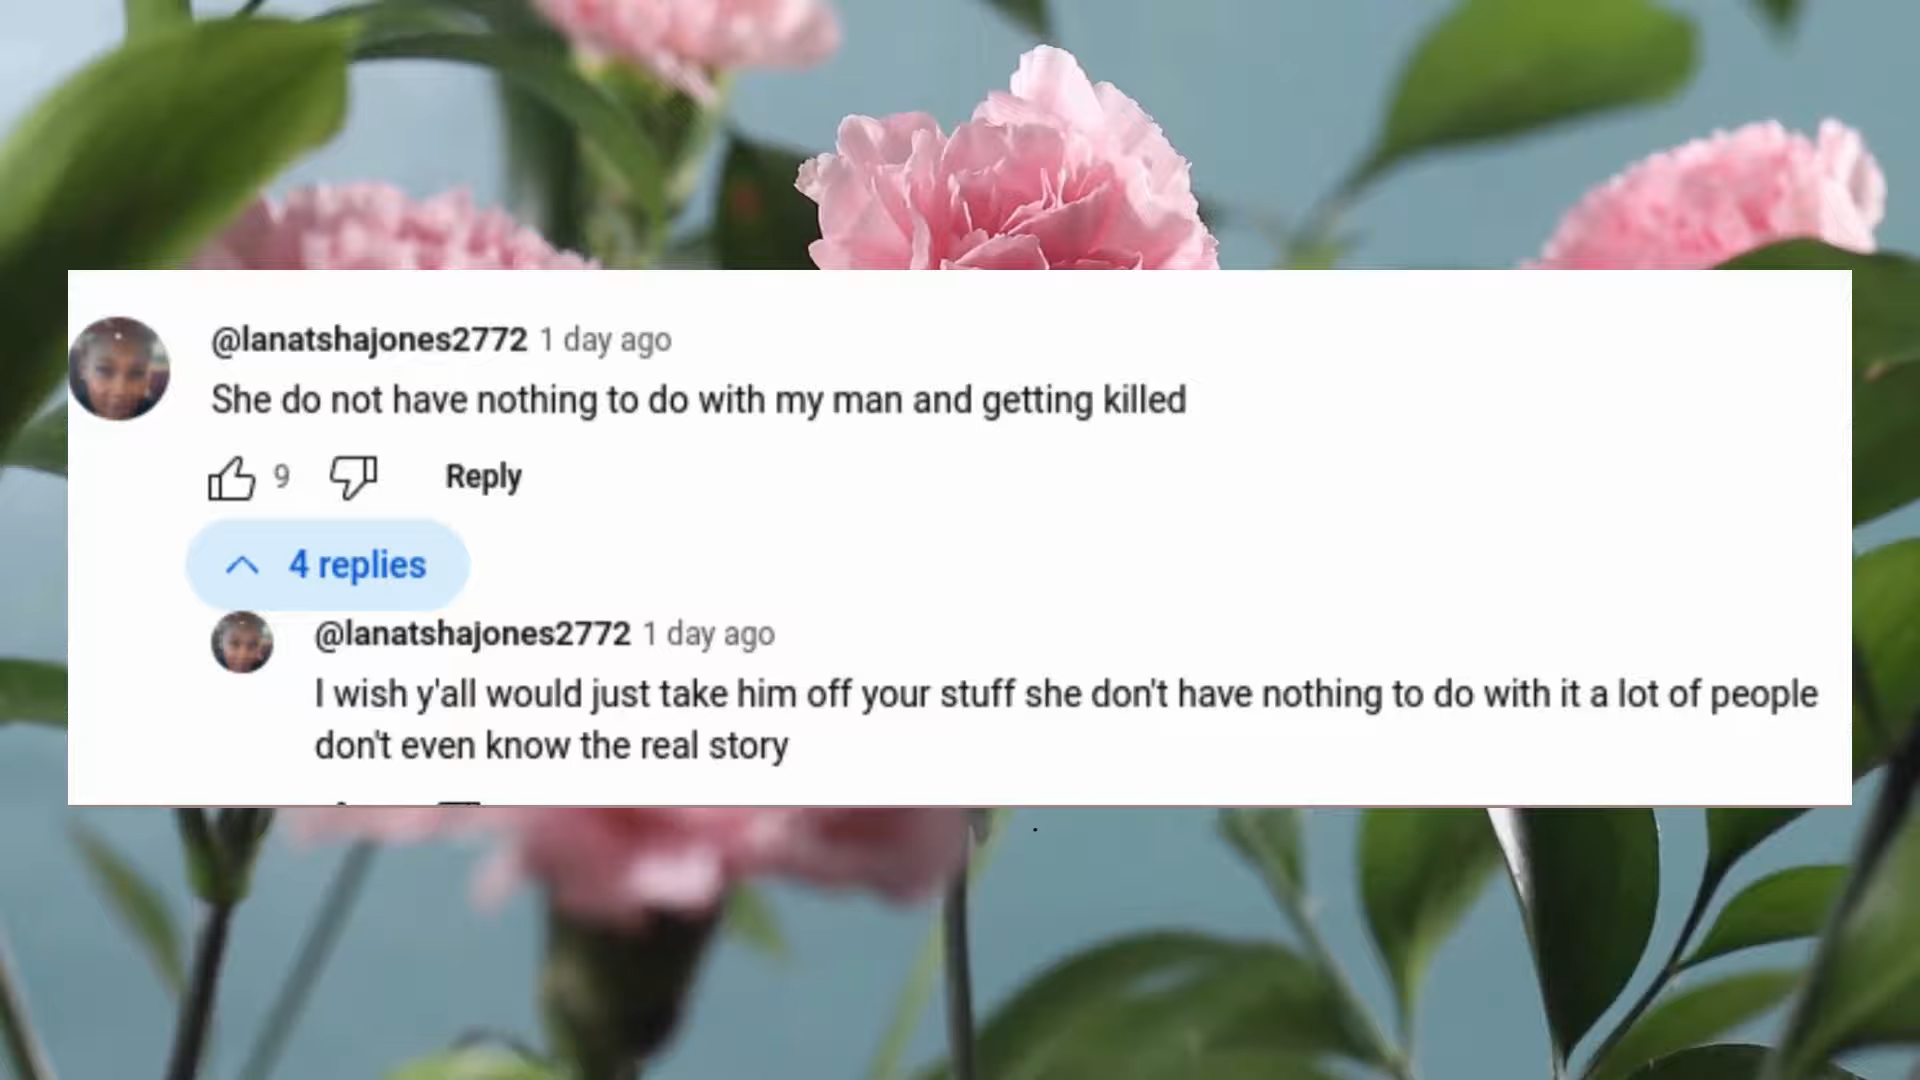 @lanatshajones2772 1 day ago
She do not have nothing to do with my man and getting killed
9 Reply
4 replies
@lanatshajones2772 1 day ago
I wish y'all would just take him off your stuff she don't have nothing to do with it a lot of people
don't even know the real story